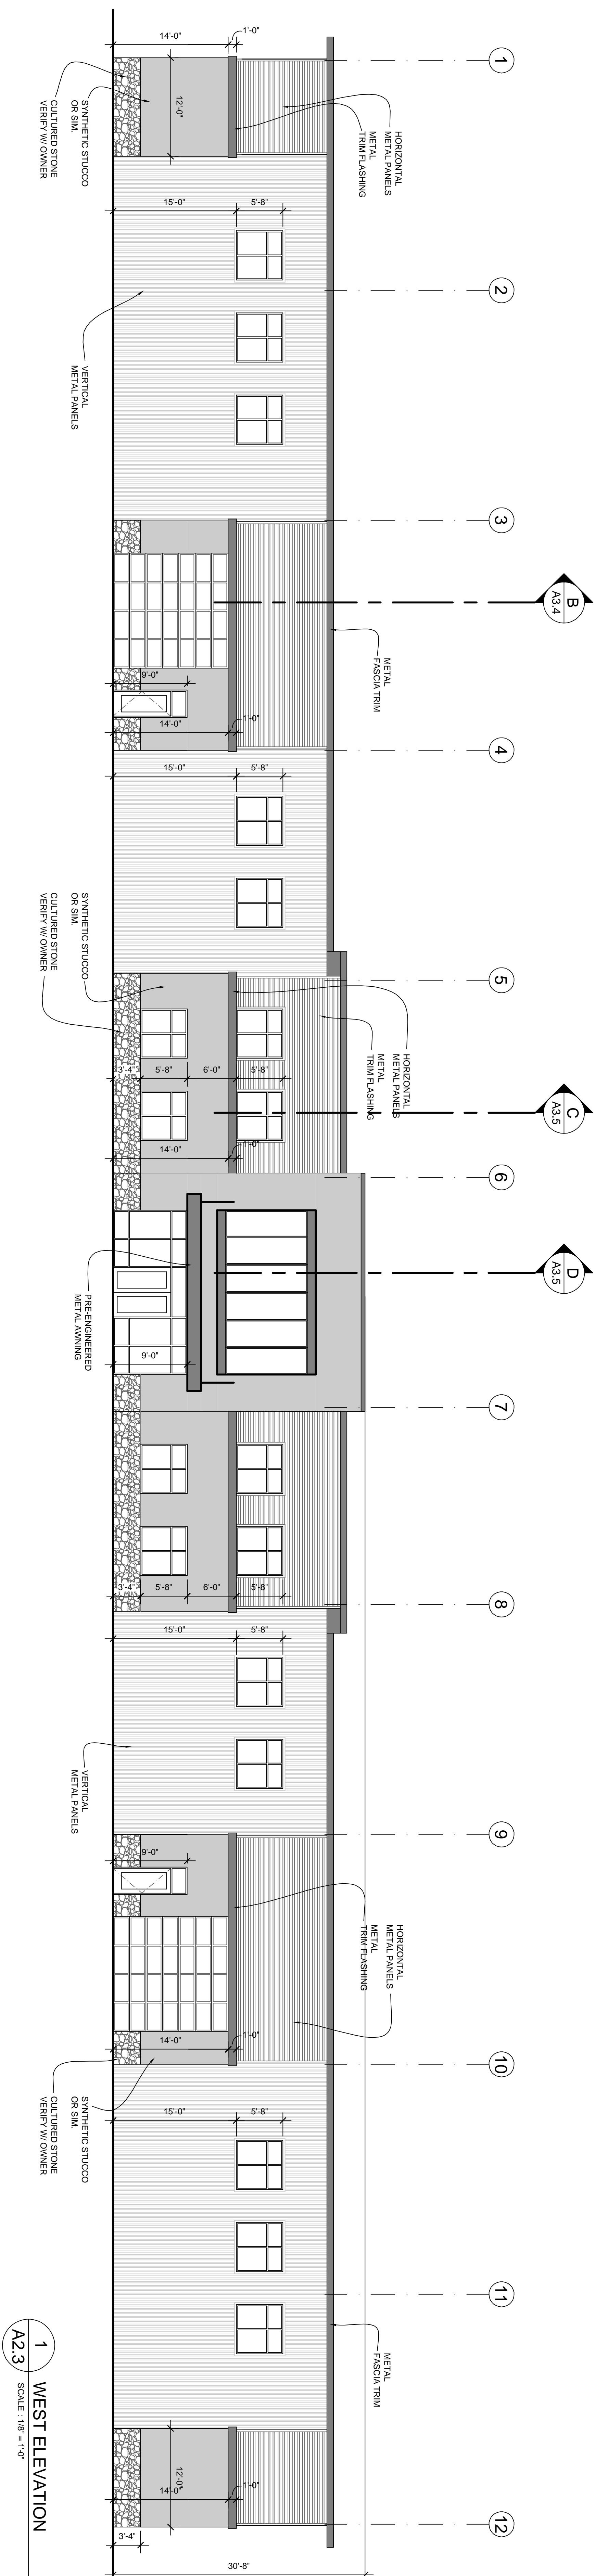 1
2
3
4
5
6
7
8
9
10
11
12
B
A3.4
C
A3.5
D
A3.5
HORIZONTAL
METAL PANELS
METAL
TRIM FLASHING
METAL
FASCIA TRIM
HORIZONTAL
METAL PANELS
METAL
TRIM FLASHING
HORIZONTAL
METAL PANELS
METAL
TRIM FLASHING
METAL
FASCIA TRIM
14'-0"
1'-0"
12'-0"
15'-0"
5'-8"
9'-0"
14'-0"
1'-0"
15'-0"
5'-8"
3'-4"
5'-8"
6'-0"
5'-8"
14'-0"
1'-0"
9'-0"
3'-4"
5'-8"
6'-0"
5'-8"
15'-0"
5'-8"
9'-0"
14'-0"
1'-0"
15'-0"
5'-8"
12'-0"
14'-0"
1'-0"
3'-4"
30'-8"
SYNTHETIC STUCCO
OR SIM.
CULTURED STONE
VERIFY W/ OWNER
VERTICAL
METAL PANELS
SYNTHETIC STUCCO
OR SIM.
CULTURED STONE
VERIFY W/ OWNER
PRE-ENGINEERED
METAL AWNING
VERTICAL
METAL PANELS
SYNTHETIC STUCCO
OR SIM.
CULTURED STONE
VERIFY W/ OWNER
1
A2.3
WEST ELEVATION
SCALE : 1/8" = 1'-0"